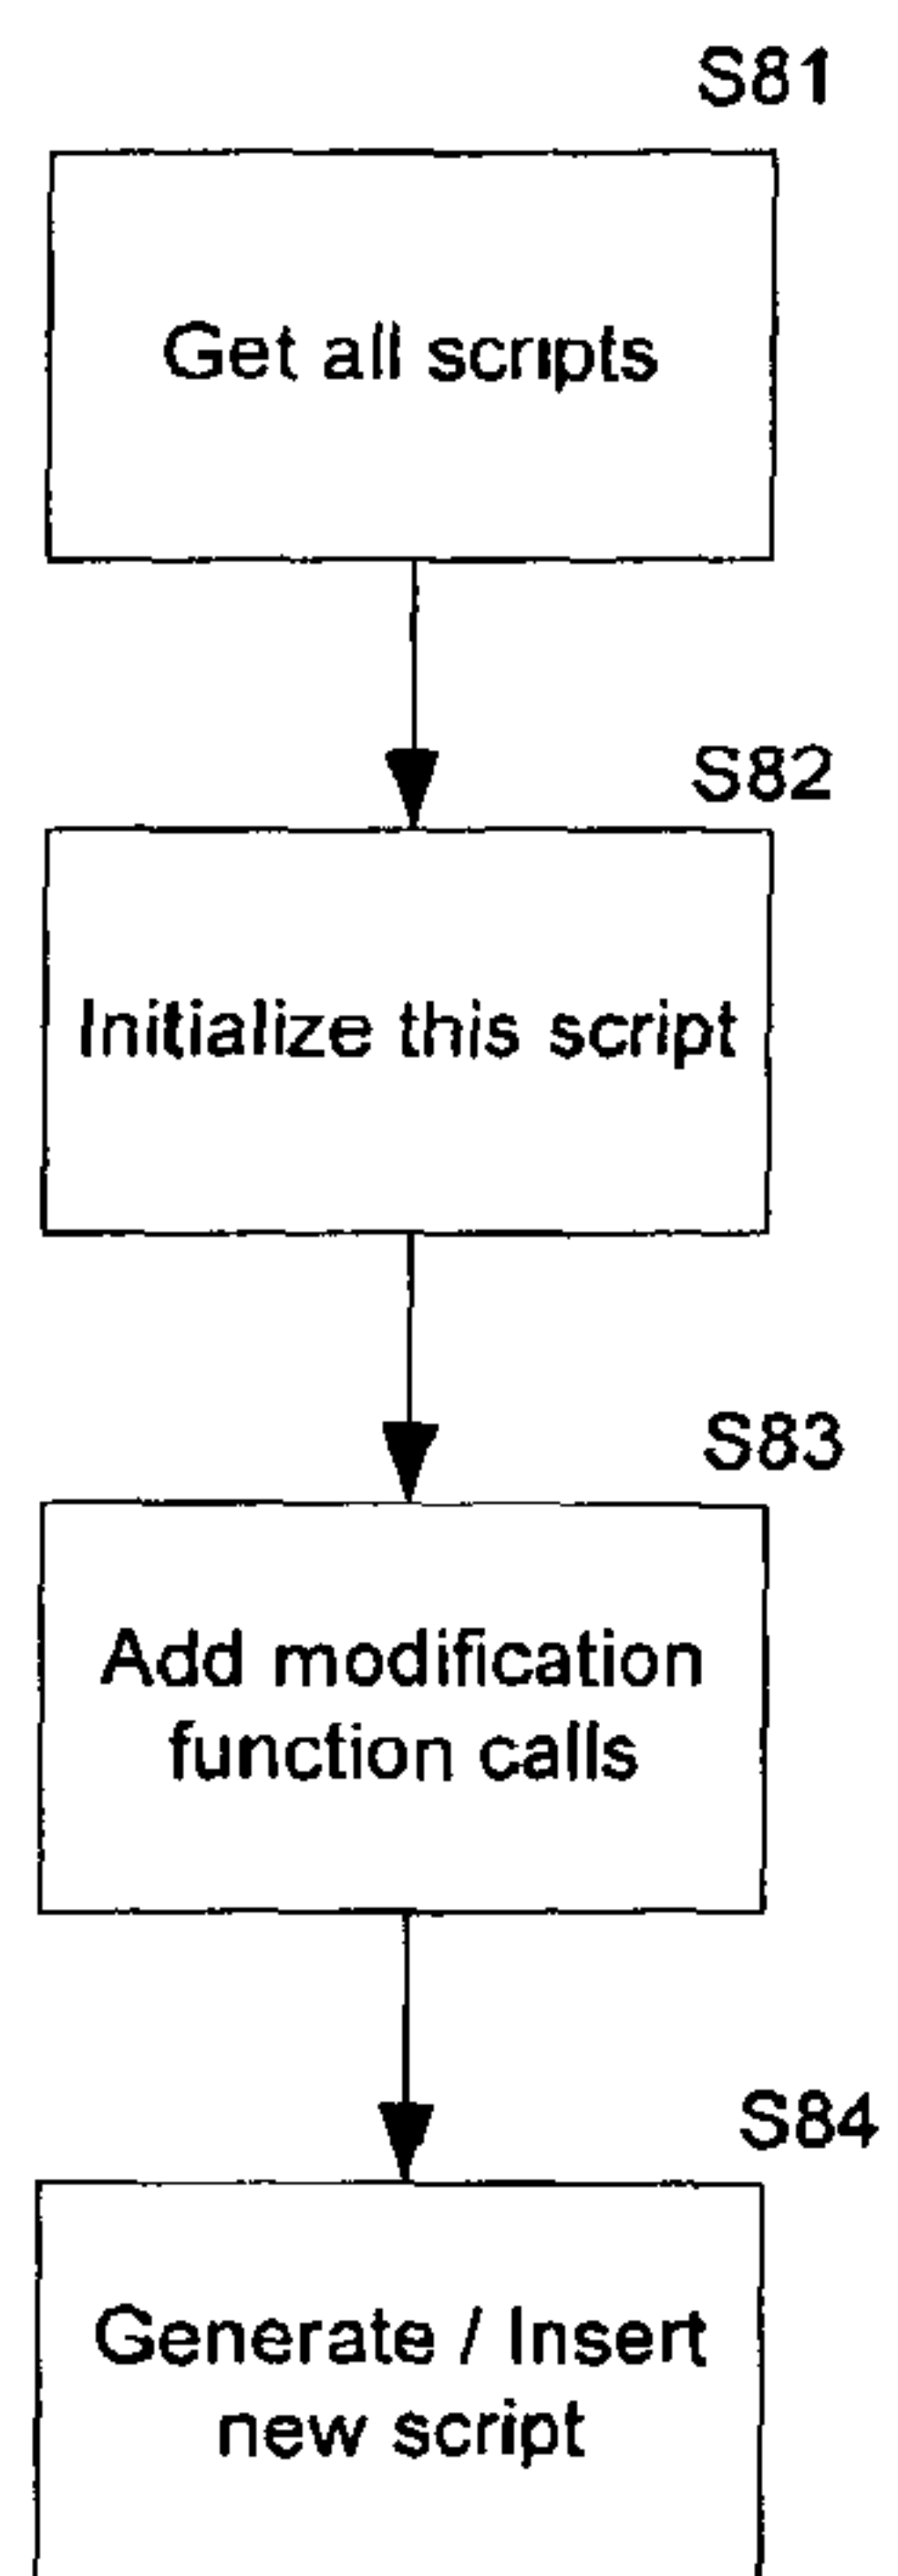 S81
Get all scripts
S82
Initialize this script
S83
Add modification
function calls
S84
Generate / Insert
new script